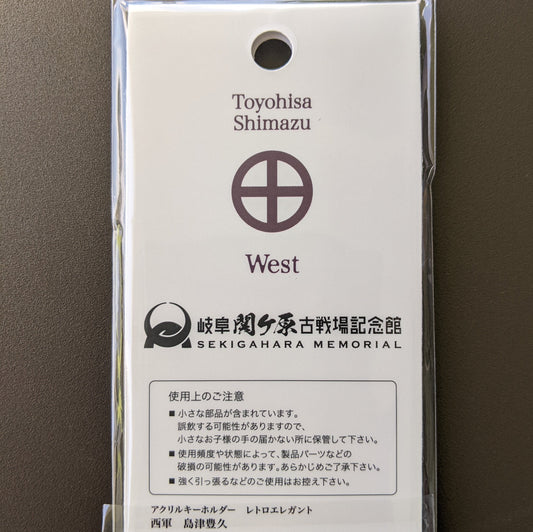 Toyohisa
Shimazu
West
岐阜関ケ原古戦場記念館
SEKIGAHARA MEMORIAL
使用上のご注意
■ 小さな部品が含まれています。
誤飲する可能性がありますので、
小さなお子様の手の届かない所に保管して下さい。
■ 使用頻度や状態によって、製品パーツなどの
破損の可能性があります。あらかじめご了承下さい。
■ 強く引っ張るなどのご使用はお控え下さい。
アクリルキーホルダー　レトロエレガント
西軍　島津豊久